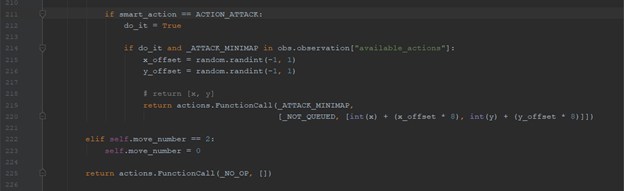 210
211 if smart_action == ACTION_ATTACK:
212 do_it = True
213
214 if do_it and _ATTACK_MINIMAP in obs.observation["available_actions"]:
215 x_offset = random.randint(-1, 1)
216 y_offset = random.randint(-1, 1)
217
218 # return [x, y]
219 return actions.FunctionCall(_ATTACK_MINIMAP,
220 [_NOT_QUEUED, [int(x) + (x_offset * 8), int(y) + (y_offset * 8)]])
221
222 elif self.move_number == 2:
223 self.move_number = 0
224
225 return actions.FunctionCall(_NO_OP, [])
226